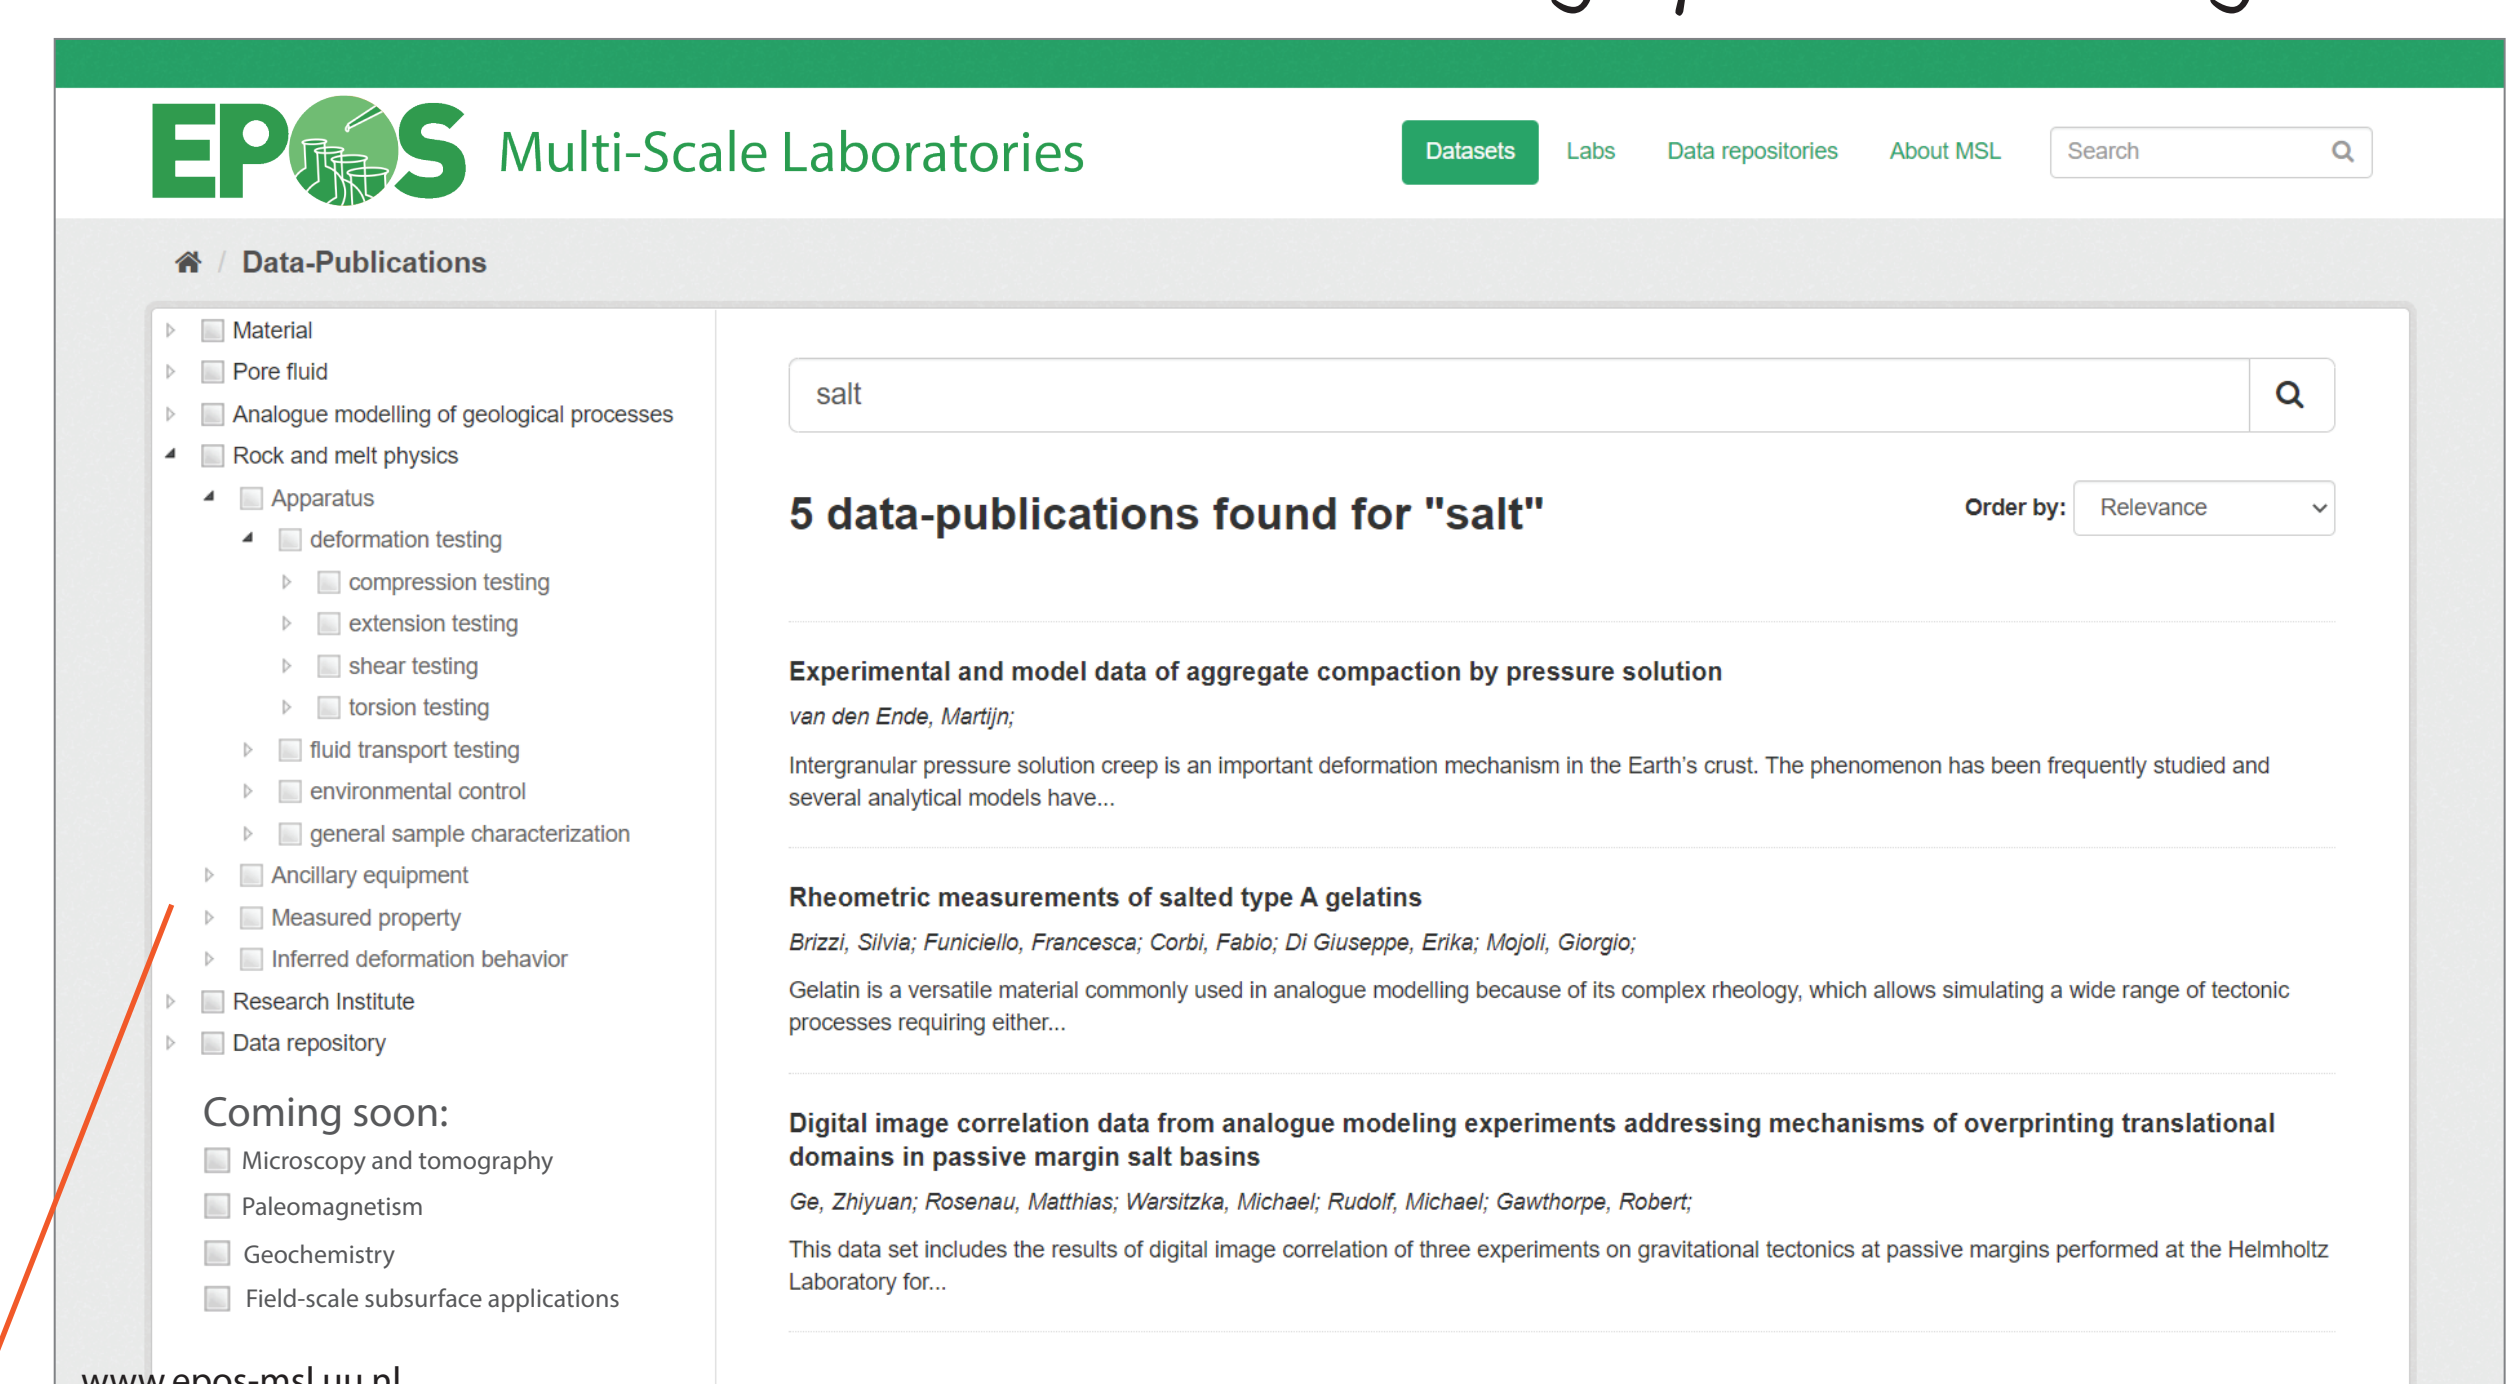 EPOS Multi-Scale Laboratories
Datasets Labs Data repositories About MSL Search
/ Data-Publications
Material
Pore fluid
Analogue modelling of geological processes
Rock and melt physics
Apparatus
deformation testing
compression testing
extension testing
shear testing
torsion testing
fluid transport testing
environmental control
general sample characterization
Ancillary equipment
Measured property
Inferred deformation behavior
Research Institute
Data repository
Coming soon:
Microscopy and tomography
Paleomagnetism
Geochemistry
Field-scale subsurface applications
www.epos-msl.uu.nl
salt
5 data-publications found for "salt"
Order by: Relevance
Experimental and model data of aggregate compaction by pressure solution
van den Ende, Martijn;
Intergranular pressure solution creep is an important deformation mechanism in the Earth's crust. The phenomenon has been frequently studied and
several analytical models have...
Rheometric measurements of salted type A gelatins
Brizzi, Silvia; Funiciello, Francesca; Corbi, Fabio; Di Giuseppe, Erika; Mojoli, Giorgio;
Gelatin is a versatile material commonly used in analogue modelling because of its complex rheology, which allows simulating a wide range of tectonic
processes requiring either...
Digital image correlation data from analogue modeling experiments addressing mechanisms of overprinting translational
domains in passive margin salt basins
Ge, Zhiyuan; Rosenau, Matthias; Warsitzka, Michael; Rudolf, Michael; Gawthorpe, Robert;
This data set includes the results of digital image correlation of three experiments on gravitational tectonics at passive margins performed at the Helmholtz
Laboratory for...